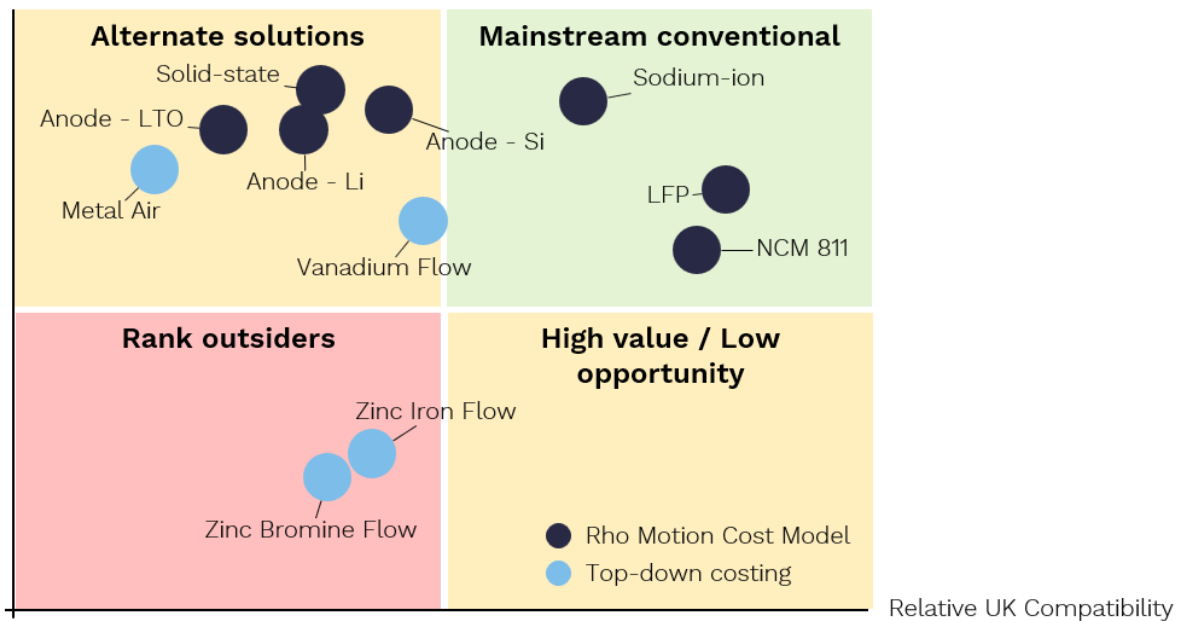 Alternate solutions
Mainstream conventional
Solid-state
Sodium-ion
Anode - LTO
Anode - Si
Anode - Li
LFP
Metal Air
NCM 811
Vanadium Flow
Rank outsiders
High value / Low
opportunity
Zinc Iron Flow
Zinc Bromine Flow
Rho Motion Cost Model
Top-down costing
Relative UK Compatibility